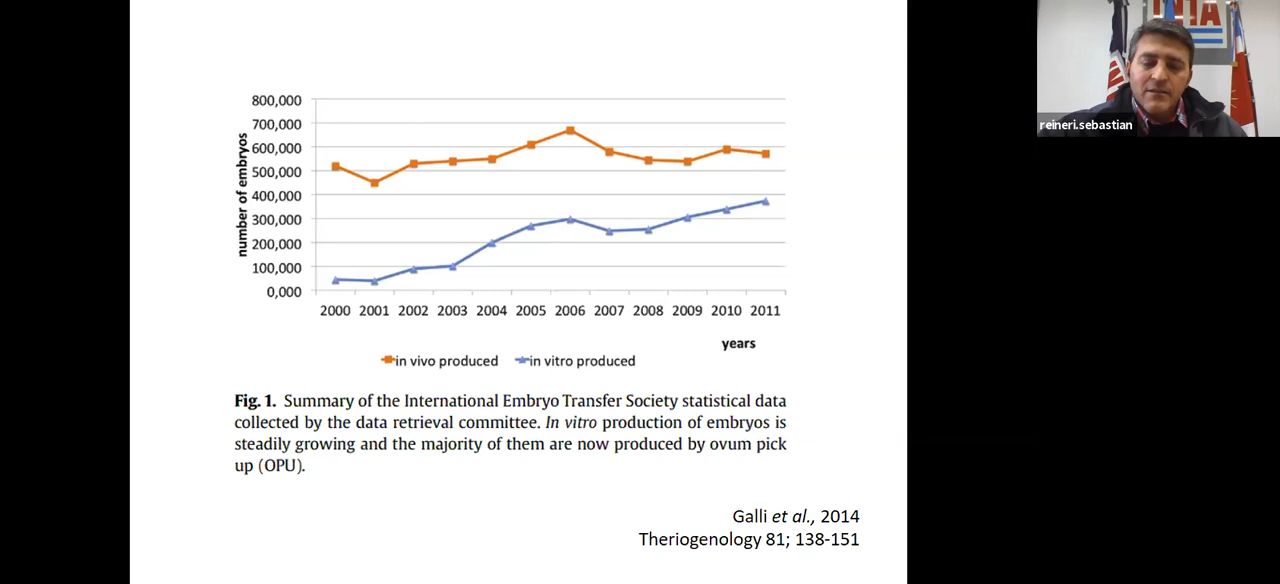 800,000
700,000
600,000
500,000
400,000
300,000
200,000
100,000
0,000
number of embryos
2000 2001 2002 2003 2004 2005 2006 2007 2008 2009 2010 2011
years
in vivo produced in vitro produced
Fig. 1. Summary of the International Embryo Transfer Society statistical data
collected by the data retrieval committee. In vitro production of embryos is
steadily growing and the majority of them are now produced by ovum pick
up (OPU).
Galli et al., 2014
Theriogenology 81; 138-151
INTA
reineri.sebastian